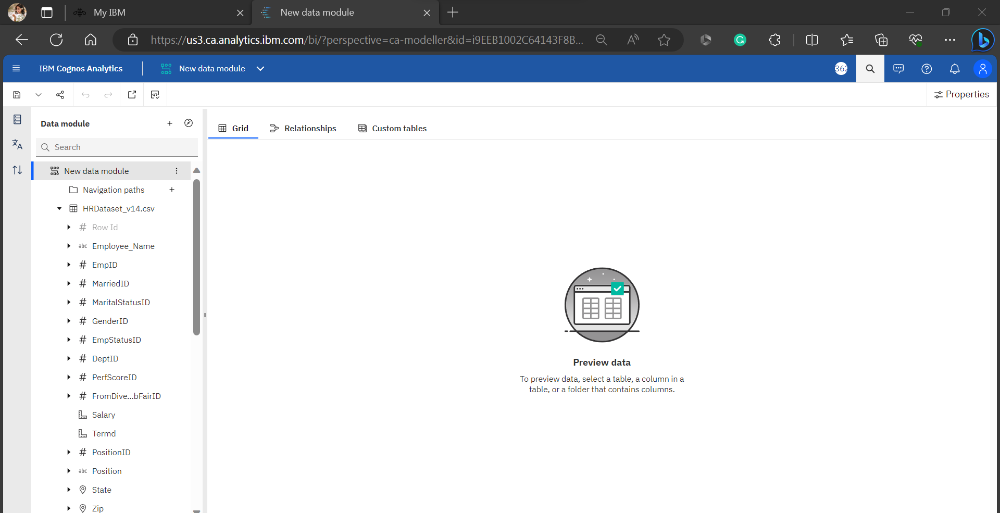 My IBM
New data module
https://us3.ca.analytics.ibm.com/bi/?perspective=ca-modeller&id=i9EEB1002C64143F8B...
IBM Cognos Analytics
New data module
362
Properties
Data module
Search
New data module
Navigation paths
HRDataset_v14.csv
Row Id
abc Employee_Name
EmpID
MarriedID
MaritalStatusID
GenderID
EmpStatusID
DeptID
PerfScoreID
FromDive...bFairID
Salary
Termd
PositionID
abc Position
State
Zip
Grid
Relationships
Custom tables
Preview data
To preview data, select a table, a column in a
table, or a folder that contains columns.